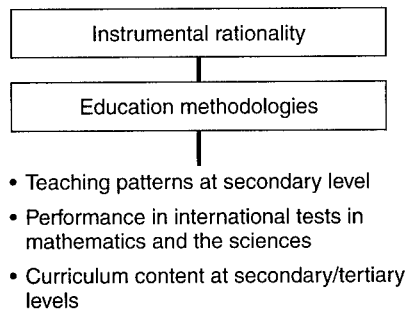 Instrumental rationality
Education methodologies
• Teaching patterns at secondary level
• Performance in international tests in
mathematics and the sciences
• Curriculum content at secondary/tertiary
levels